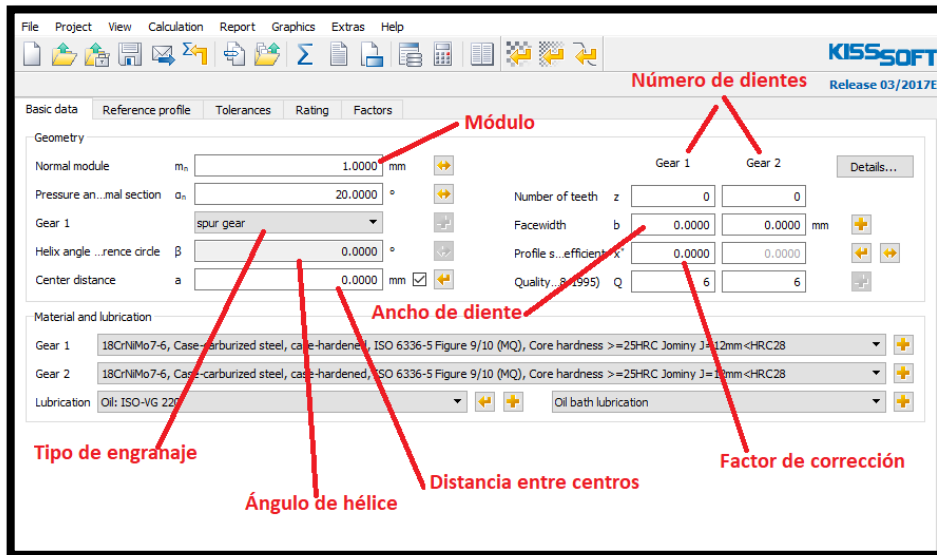 File Project View Calculation Report Graphics Extras Help
KISSSOFT
Release 03/2017E
Número de dientes
Basic data Reference profile Tolerances Rating Factors
Módulo
Geometry
Gear 1 Gear 2 Details...
Normal module mn 1.0000 mm
Pressure an...mal section αn 20.0000 °
Number of teeth z 0 0
Gear 1 spur gear
Facewidth b 0.0000 0.0000 mm
Helix angle ...rence circle β 0.0000 °
Profile s...efficient x* 0.0000 0.0000
Center distance a 0.0000 mm
Quality...8(1995) Q 6 6
Ancho de diente
Material and lubrication
Gear 1 18CrNiMo7-6, Case-carburized steel, case-hardened, ISO 6336-5 Figure 9/10 (MQ), Core hardness >=25HRC Jominy J=12mm<HRC28
Gear 2 18CrNiMo7-6, Case-carburized steel, case-hardened, ISO 6336-5 Figure 9/10 (MQ), Core hardness >=25HRC Jominy J=12mm<HRC28
Lubrication Oil: ISO-VG 220 Oil bath lubrication
Tipo de engranaje
Factor de corrección
Distancia entre centros
Ángulo de hélice